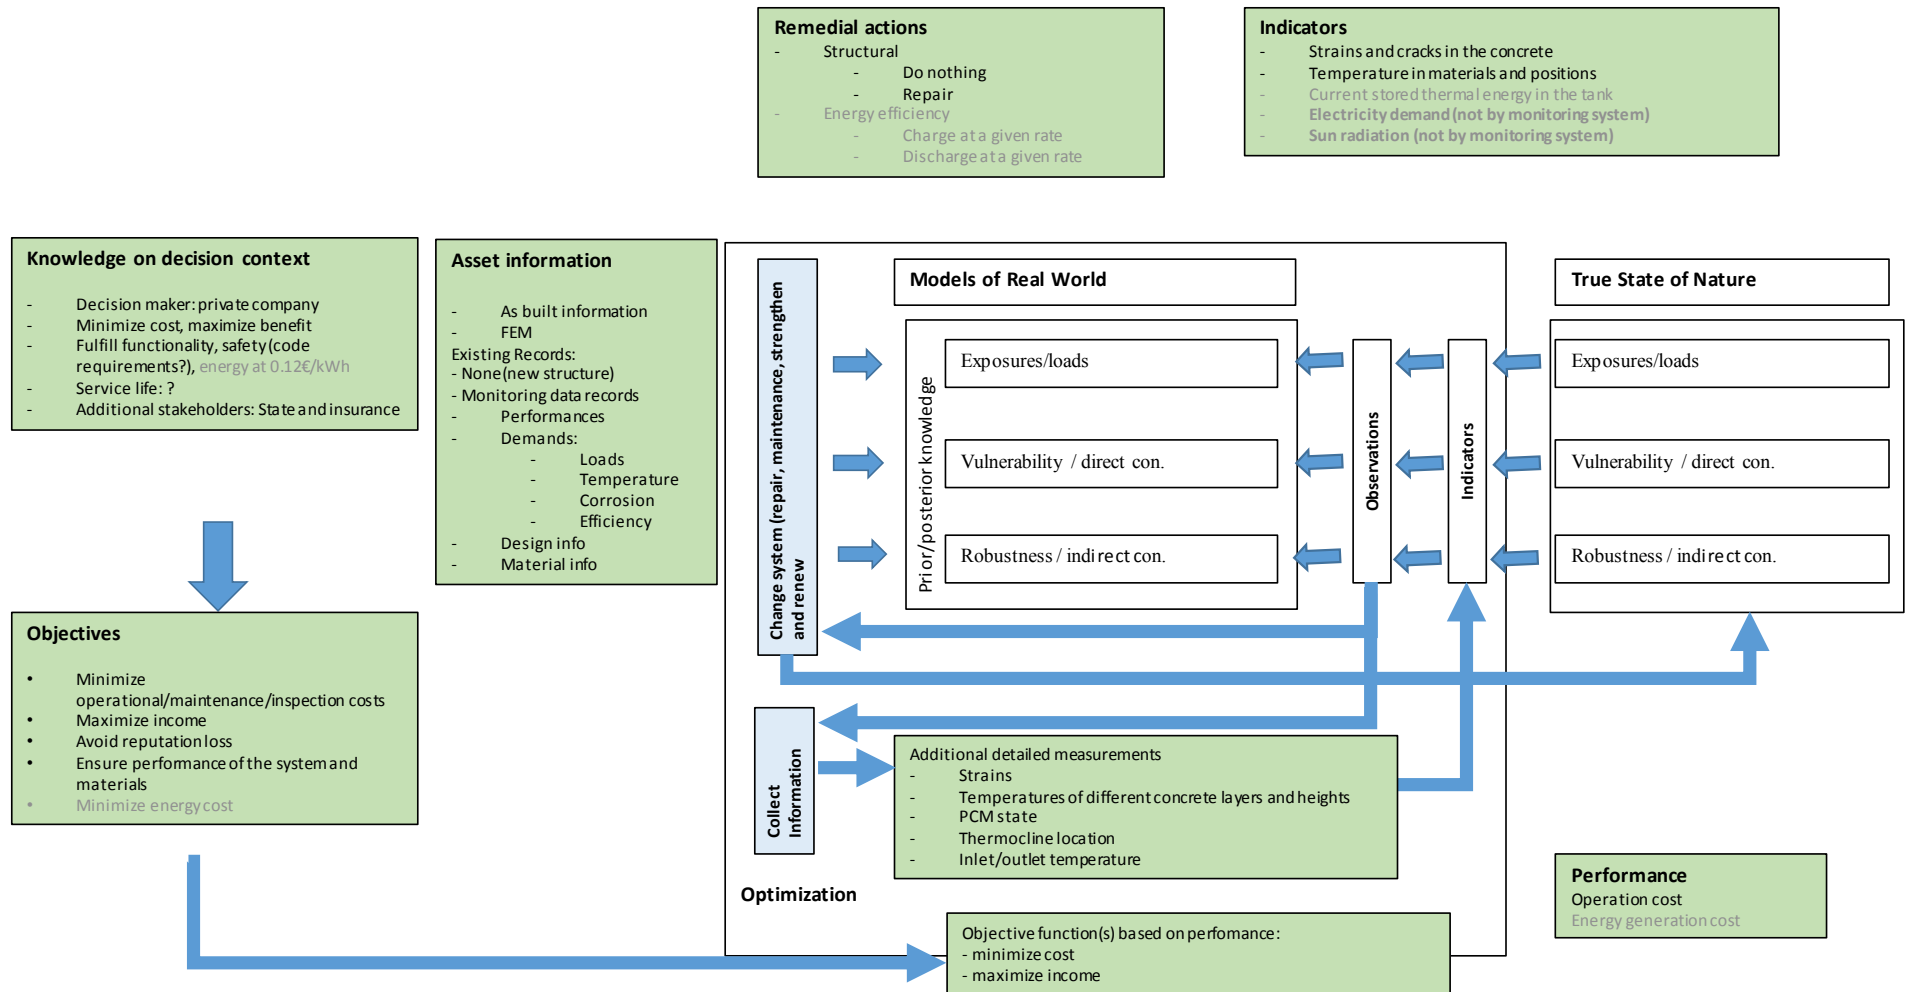 Remedial actions
- Structural
- Do nothing
- Repair
- Energy efficiency
- Charge at a given rate
- Discharge at a given rate
Indicators
- Strains and cracks in the concrete
- Temperature in materials and positions
- Current stored thermal energy in the tank
- Electricity demand (not by monitoring system)
- Sun radiation (not by monitoring system)
Knowledge on decision context
- Decision maker: private company
- Minimize cost, maximize benefit
- Fulfill functionality, safety (code
requirements?), energy at 0.12€/kWh
- Service life: ?
- Additional stakeholders: State and insurance
Asset information
- As built information
- FEM
Existing Records:
- None (new structure)
- Monitoring data records
- Performances
- Demands:
- Loads
- Temperature
- Corrosion
- Efficiency
- Design info
- Material info
Change system (repair, maintenance, strengthen
and renew
Models of Real World
Prior/posterior knowledge
Exposures/loads
Vulnerability / direct con.
Robustness / indirect con.
Observations
Indicators
True State of Nature
Exposures/loads
Vulnerability / direct con.
Robustness / indirect con.
Objectives
• Minimize
operational/maintenance/inspection costs
• Maximize income
• Avoid reputation loss
• Ensure performance of the system and
materials
• Minimize energy cost
Collect
Information
Additional detailed measurements
- Strains
- Temperatures of different concrete layers and heights
- PCM state
- Thermocline location
- Inlet/outlet temperature
Optimization
Performance
Operation cost
Energy generation cost
Objective function(s) based on perfomance:
- minimize cost
- maximize income